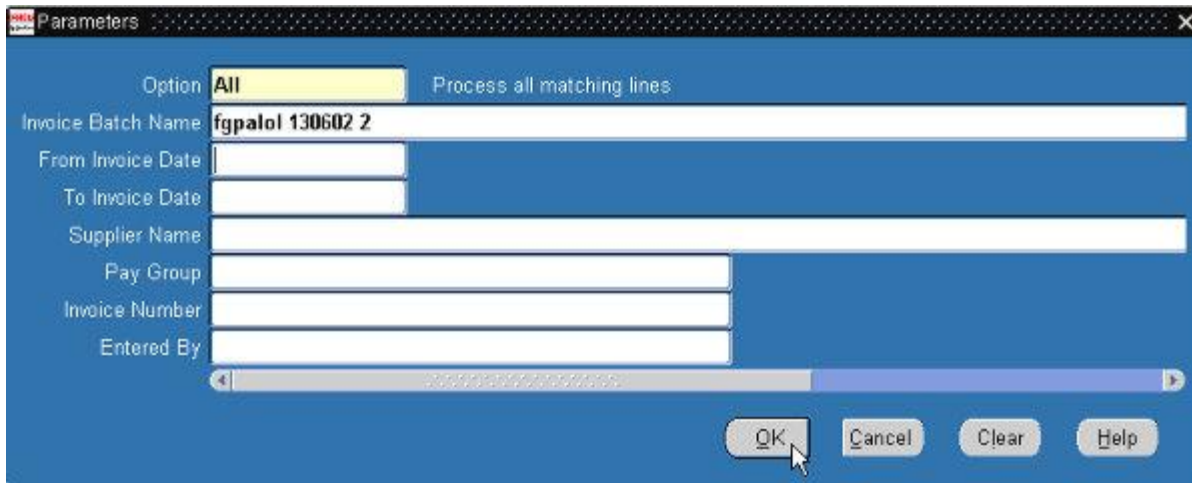 Parameters
Option All Process all matching lines
Invoice Batch Name fgpalol 130602 2
From Invoice Date
To Invoice Date
Supplier Name
Pay Group
Invoice Number
Entered By
OK Cancel Clear Help